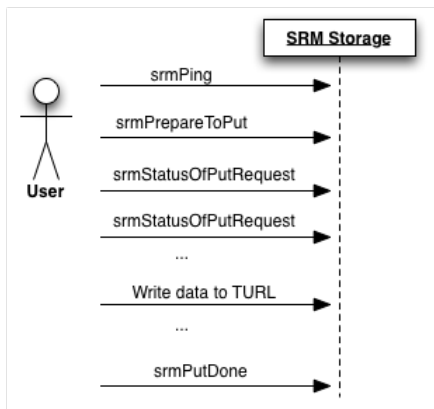 SRM Storage
srmPing
srmPrepareToPut
srmStatusOfPutRequest
User
srmStatusOfPutRequest
...
Write data to TURL
...
srmPutDone